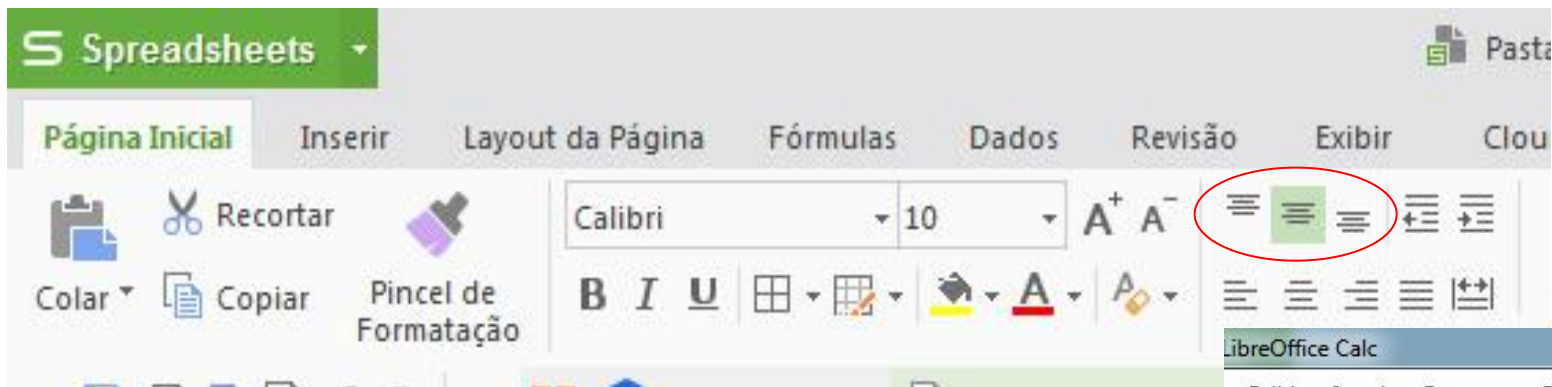 Spreadsheets
Pasta
Página Inicial Inserir Layout da Página Fórmulas Dados Revisão Exibir Clou
Recortar Calibri 10 A+ A-
Colar Copiar Pincel de Formatação B I U A A
LibreOffice Calc